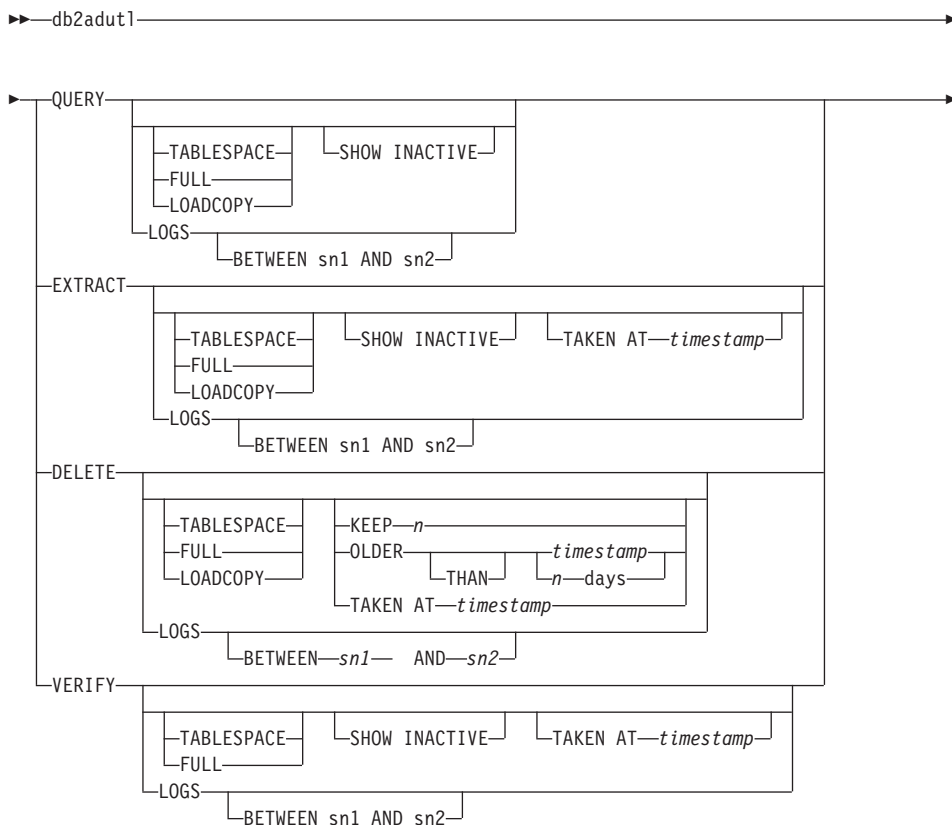 db2adutl
QUERY
TABLESPACE SHOW INACTIVE
FULL
LOADCOPY
LOGS
BETWEEN sn1 AND sn2
EXTRACT
TABLESPACE SHOW INACTIVE TAKEN AT timestamp
FULL
LOADCOPY
LOGS
BETWEEN sn1 AND sn2
DELETE
TABLESPACE KEEP n
FULL OLDER timestamp
LOADCOPY THAN n days
TAKEN AT timestamp
LOGS
BETWEEN sn1 AND sn2
VERIFY
TABLESPACE SHOW INACTIVE TAKEN AT timestamp
FULL
LOGS
BETWEEN sn1 AND sn2